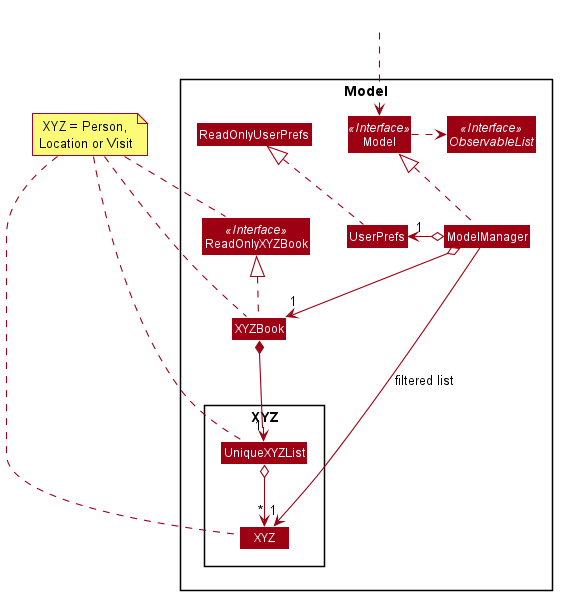 Model
XYZ = Person,
Location or Visit
ReadOnlyUserPrefs
«Interface»
Model
«Interface»
ObservableList
«Interface»
ReadOnlyXYZBook
UserPrefs
1
ModelManager
1
XYZBook
filtered list
XYZ
1
UniqueXYZList
* 1
XYZ